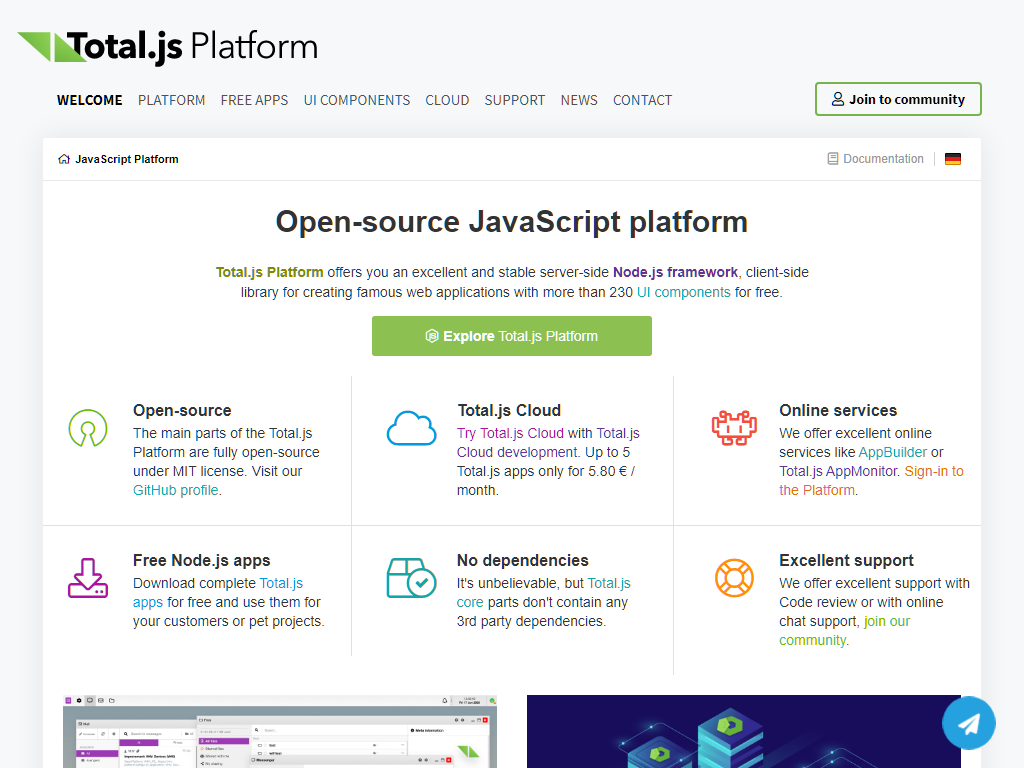 Total.js Platform
WELCOME PLATFORM FREE APPS UI COMPONENTS CLOUD SUPPORT NEWS CONTACT
Join to community
JavaScript Platform
Documentation
Open-source JavaScript platform
Total.js Platform offers you an excellent and stable server-side Node.js framework, client-side
library for creating famous web applications with more than 230 UI components for free.
Explore Total.js Platform
Open-source
The main parts of the Total.js
Platform are fully open-source
under MIT license. Visit our
GitHub profile.
Total.js Cloud
Try Total.js Cloud with Total.js
Cloud development. Up to 5
Total.js apps only for 5.80 € /
month.
Online services
We offer excellent online
services like AppBuilder or
Total.js AppMonitor. Sign-in to
the Platform.
Free Node.js apps
Download complete Total.js
apps for free and use them for
your customers or pet projects.
No dependencies
It's unbelievable, but Total.js
core parts don't contain any
3rd party dependencies.
Excellent support
We offer excellent support with
Code review or with online
chat support, join our
community.
Mail
Files
Messenger
Meta information